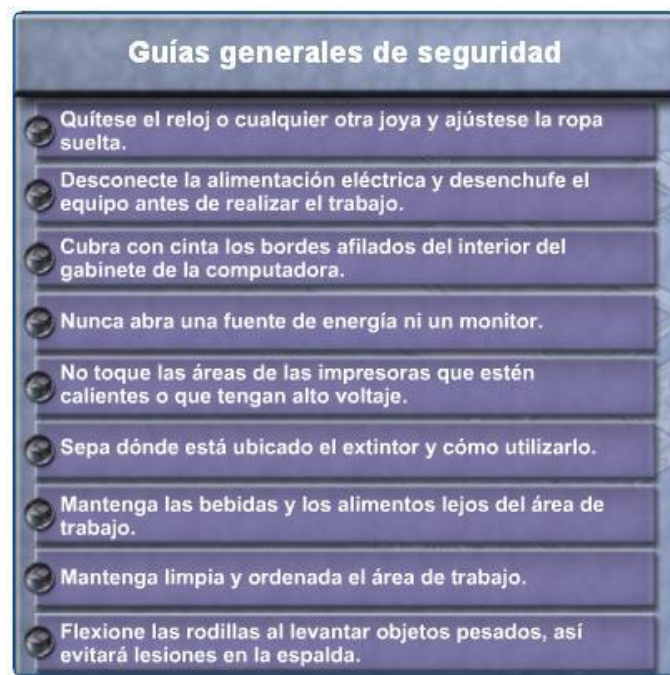 Guías generales de seguridad
Quítese el reloj o cualquier otra joya y ajústese la ropa
suelta.
Desconecte la alimentación eléctrica y desenchufe el
equipo antes de realizar el trabajo.
Cubra con cinta los bordes afilados del interior del
gabinete de la computadora.
Nunca abra una fuente de energía ni un monitor.
No toque las áreas de las impresoras que estén
calientes o que tengan alto voltaje.
Sepa dónde está ubicado el extintor y cómo utilizarlo.
Mantenga las bebidas y los alimentos lejos del área de
trabajo.
Mantenga limpia y ordenada el área de trabajo.
Flexione las rodillas al levantar objetos pesados, así
evitará lesiones en la espalda.